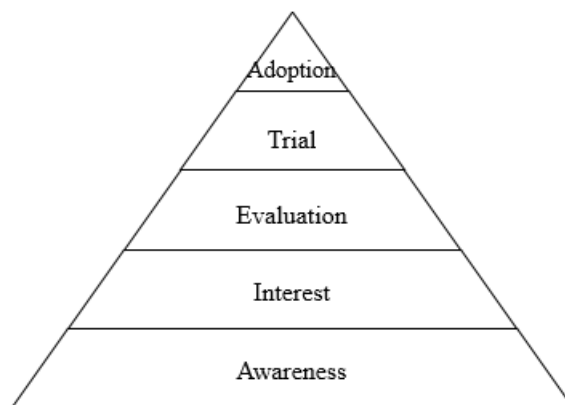 Adoption
Trial
Evaluation
Interest
Awareness